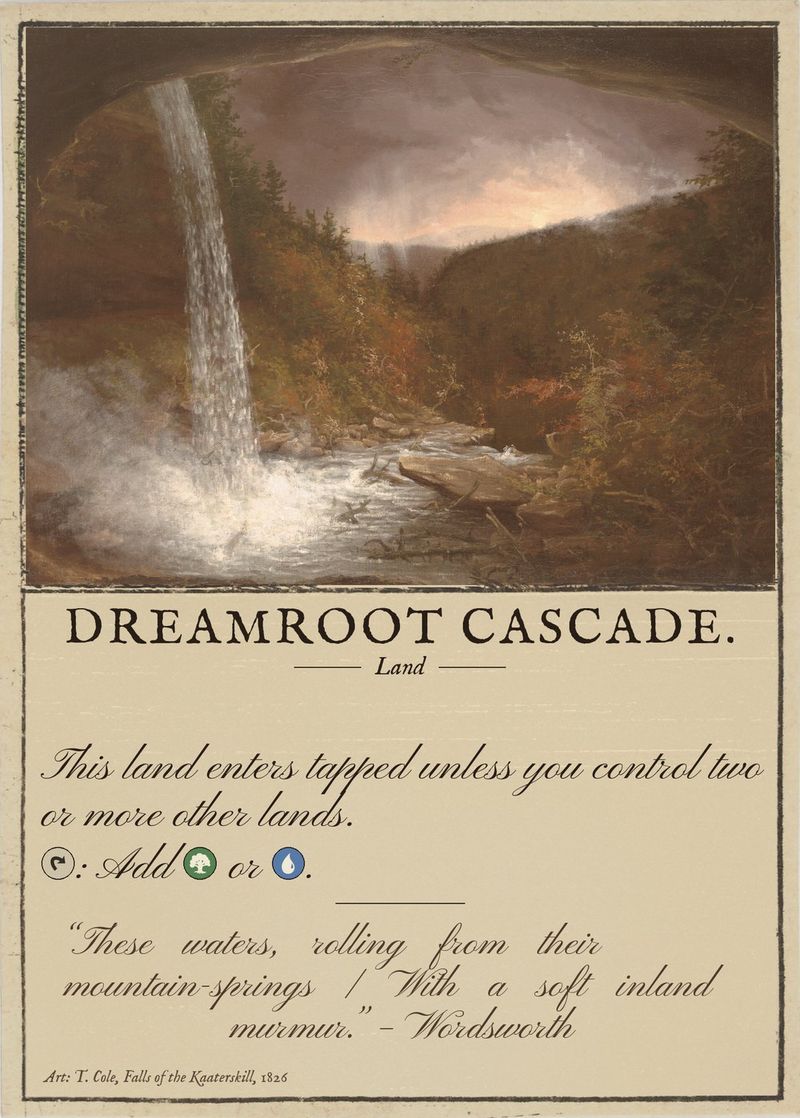 DREAMROOT CASCADE.
Land
This land enters tapped unless you control two
or more other lands.
: Add or .
“These waters, rolling from their
mountain-springs / With a soft inland
murmur.” – Wordsworth
Art: T. Cole, Falls of the Kaaterskill, 1826